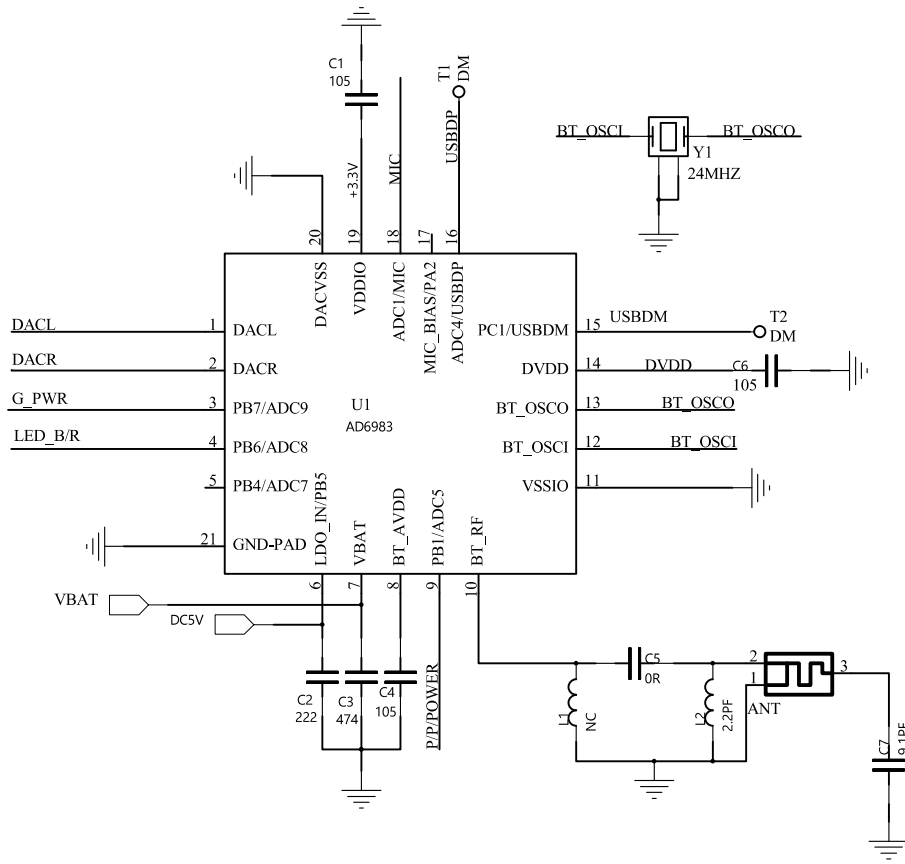 C1
105
T1
DM
+3.3V
MIC
USBDP
BT_OSCI
BT_OSCO
Y1
24MHZ
20
19
18
17
16
DACVSS
VDDIO
ADC1/MIC
MIC_BIAS/PA2
ADC4/USBDP
DACL
1
DACL
DACR
2
DACR
G_PWR
3
PB7/ADC9
LED_B/R
4
PB6/ADC8
5
PB4/ADC7
21
GND-PAD
U1
AD6983
PC1/USBDM
15
USBDM
T2
DM
DVDD
14
DVDD
C6
105
BT_OSCO
13
BT_OSCO
BT_OSCI
12
BT_OSCI
VSSIO
11
LDO_IN/PB5
VBAT
BT_AVDD
PB1/ADC5
BT_RF
6
7
8
9
10
VBAT
DC5V
C2
222
C3
474
C4
105
P/P/POWER
C5
0R
L1
NC
L2
2.2PF
2
1
3
ANT
C7
9.1PF